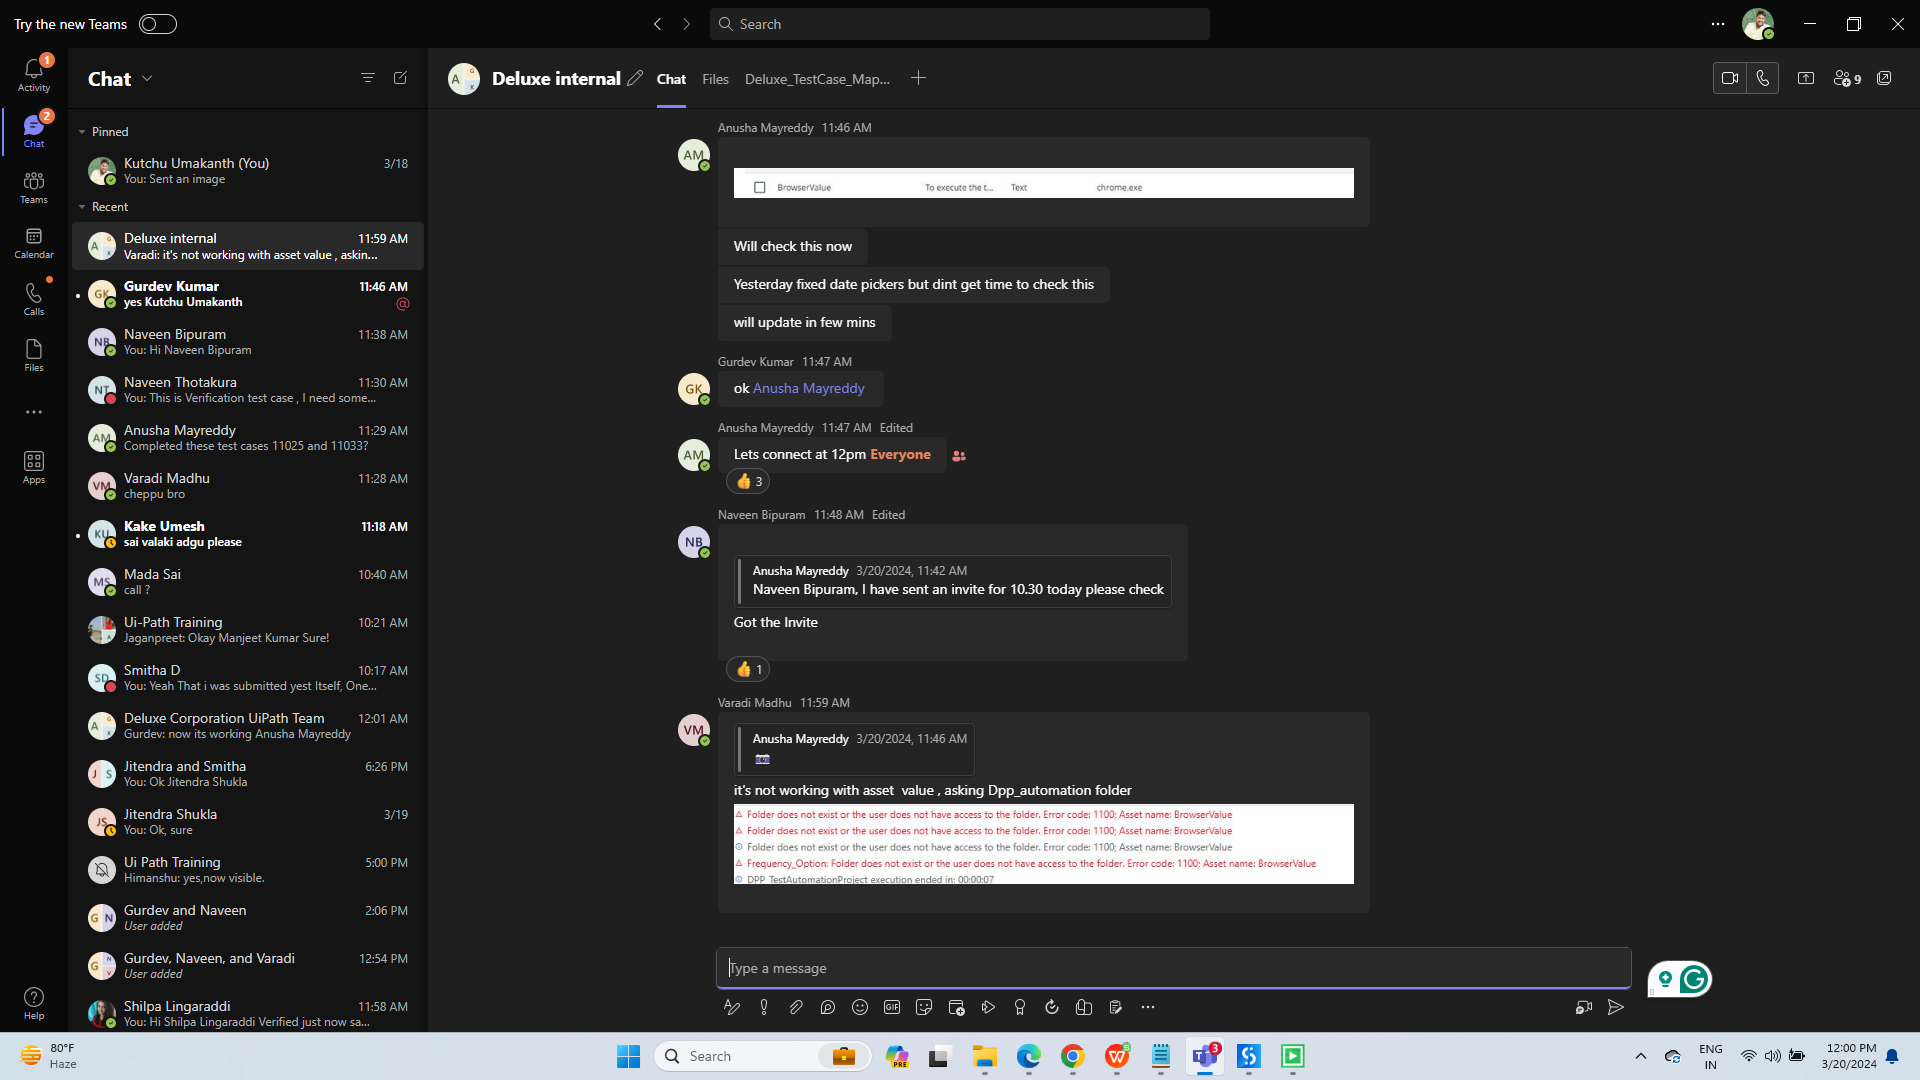 Try the new Teams
Search
1
Activity
2
Chat
Teams
Calendar
Calls
Files
Apps
Help
Chat
Pinned
Kutchu Umakanth (You) 3/18
You: Sent an image
Recent
A G K
Deluxe internal 11:59 AM
Varadi: it's not working with asset value , askin...
GK
Gurdev Kumar 11:46 AM
yes Kutchu Umakanth @
NB
Naveen Bipuram 11:38 AM
You: Hi Naveen Bipuram
NT
Naveen Thotakura 11:30 AM
You: This is Verification test case , I need some...
AM
Anusha Mayreddy 11:29 AM
Completed these test cases 11025 and 11033?
VM
Varadi Madhu 11:28 AM
cheppu bro
KU
Kake Umesh 11:18 AM
sai valaki adgu please
MS
Mada Sai 10:40 AM
call ?
Ui-Path Training 10:21 AM
Jaganpreet: Okay Manjeet Kumar Sure!
SD
Smitha D 10:17 AM
You: Yeah That i was submitted yest Itself, One...
A G K
Deluxe Corporation UiPath Team 12:01 AM
Gurdev: now its working Anusha Mayreddy
J S
Jitendra and Smitha 6:26 PM
You: Ok Jitendra Shukla
JS
Jitendra Shukla 3/19
You: Ok, sure
Ui Path Training 5:00 PM
Himanshu: yes,now visible.
G N
Gurdev and Naveen 2:06 PM
User added
G N V
Gurdev, Naveen, and Varadi 12:54 PM
User added
Shilpa Lingaraddi 11:58 AM
You: Hi Shilpa Lingaraddi Verified just now sa...
A G K
Deluxe internal Chat Files Deluxe_TestCase_Map... 9
Anusha Mayreddy 11:46 AM
AM
BrowserValue To execute the t... Text chrome.exe
Will check this now
Yesterday fixed date pickers but dint get time to check this
will update in few mins
Gurdev Kumar 11:47 AM
GK
ok Anusha Mayreddy
Anusha Mayreddy 11:47 AM Edited
AM
Lets connect at 12pm Everyone
3
Naveen Bipuram 11:48 AM Edited
NB
Anusha Mayreddy 3/20/2024, 11:42 AM
Naveen Bipuram, I have sent an invite for 10.30 today please check
Got the Invite
1
Varadi Madhu 11:59 AM
VM
Anusha Mayreddy 3/20/2024, 11:46 AM
it's not working with asset value , asking Dpp_automation folder
Folder does not exist or the user does not have access to the folder. Error code: 1100; Asset name: BrowserValue
Folder does not exist or the user does not have access to the folder. Error code: 1100; Asset name: BrowserValue
Folder does not exist or the user does not have access to the folder. Error code: 1100; Asset name: BrowserValue
Frequency_Option: Folder does not exist or the user does not have access to the folder. Error code: 1100; Asset name: BrowserValue
DPP_TestAutomationProject execution ended in: 00:00:07
Type a message
GIF
80°F
Haze
Search
PRE
3
ENG
IN
12:00 PM
3/20/2024